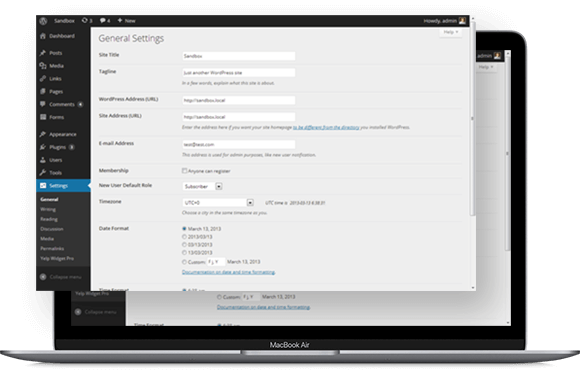 Sandbox 3 4 + New Howdy, admin
Help
Dashboard
Posts
Media
Links
Pages
Comments 4
Forms
Appearance
Plugins 3
Users
Tools
Settings
General
Writing
Reading
Discussion
Media
Permalinks
Yelp Widget Pro
Collapse menu
General Settings
Site Title Sandbox
Tagline Just another WordPress site
In a few words, explain what this site is about.
WordPress Address (URL) http://sandbox.local
Site Address (URL) http://sandbox.local
Enter the address here if you want your site homepage to be different from the directory you installed WordPress.
E-mail Address test@test.com
This address is used for admin purposes, like new user notification.
Membership Anyone can register
New User Default Role Subscriber
Timezone UTC+0 UTC time is
Choose a city in the same timezone as you.
Date Format March 13, 2013
2013/03/13
03/13/2013
13/03/2013
Custom: F j, Y March 13, 2013
Documentation on date and time formatting.
Time Format
admin
Help
Yelp Widget Pro
Collapse menu
Custom: F j, Y March 13, 2013
Documentation on date and time formatting.
Time Format
MacBook Air